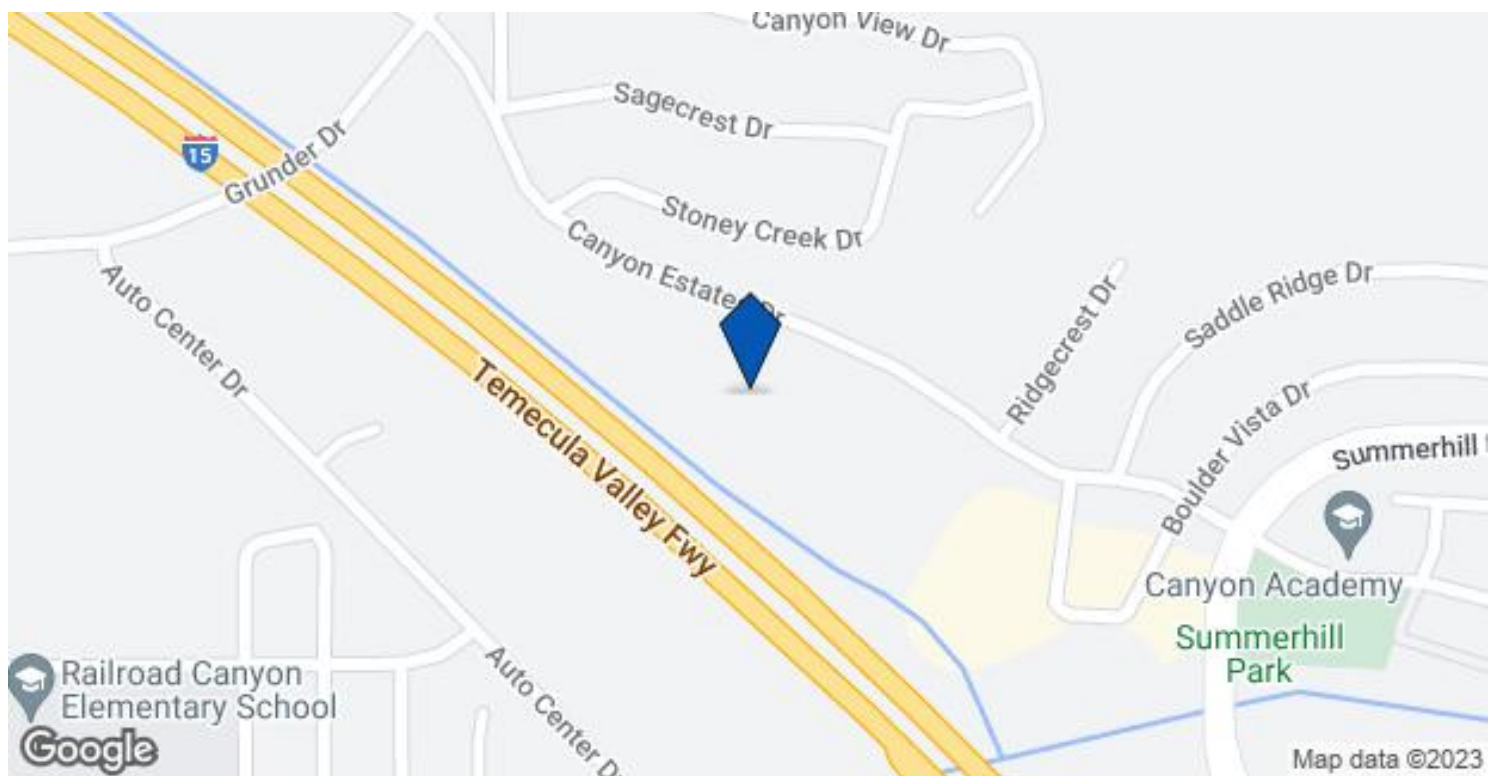 Canyon View Dr
Sagecrest Dr
15
Grunder Dr
Stoney Creek Dr
Canyon Estates Dr
Auto Center Dr
Ridgecrest Dr
Saddle Ridge Dr
Temecula Valley Fwy
Boulder Vista Dr
Summerhill
Canyon Academy
Summerhill
Park
Railroad Canyon
Elementary School
Auto Center Dr
Google
Map data ©2023